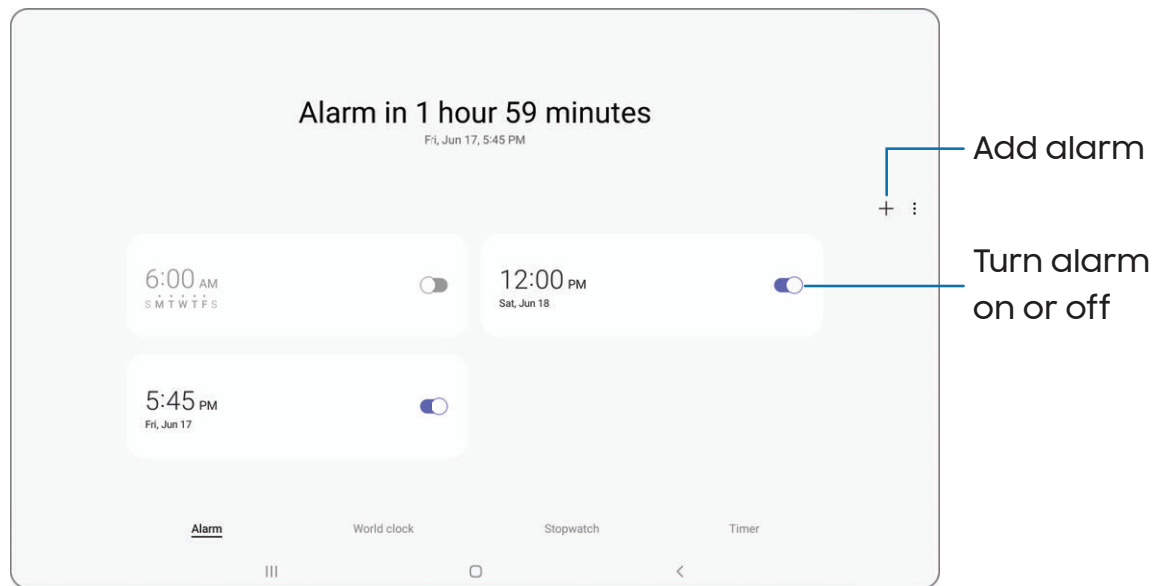 Alarm in 1 hour 59 minutes
Fri, Jun 17, 5:45 PM
Add alarm
6:00 AM
S M T W T F S
12:00 PM
Sat, Jun 18
Turn alarm
on or off
5:45 PM
Fri, Jun 17
Alarm
World clock
Stopwatch
Timer